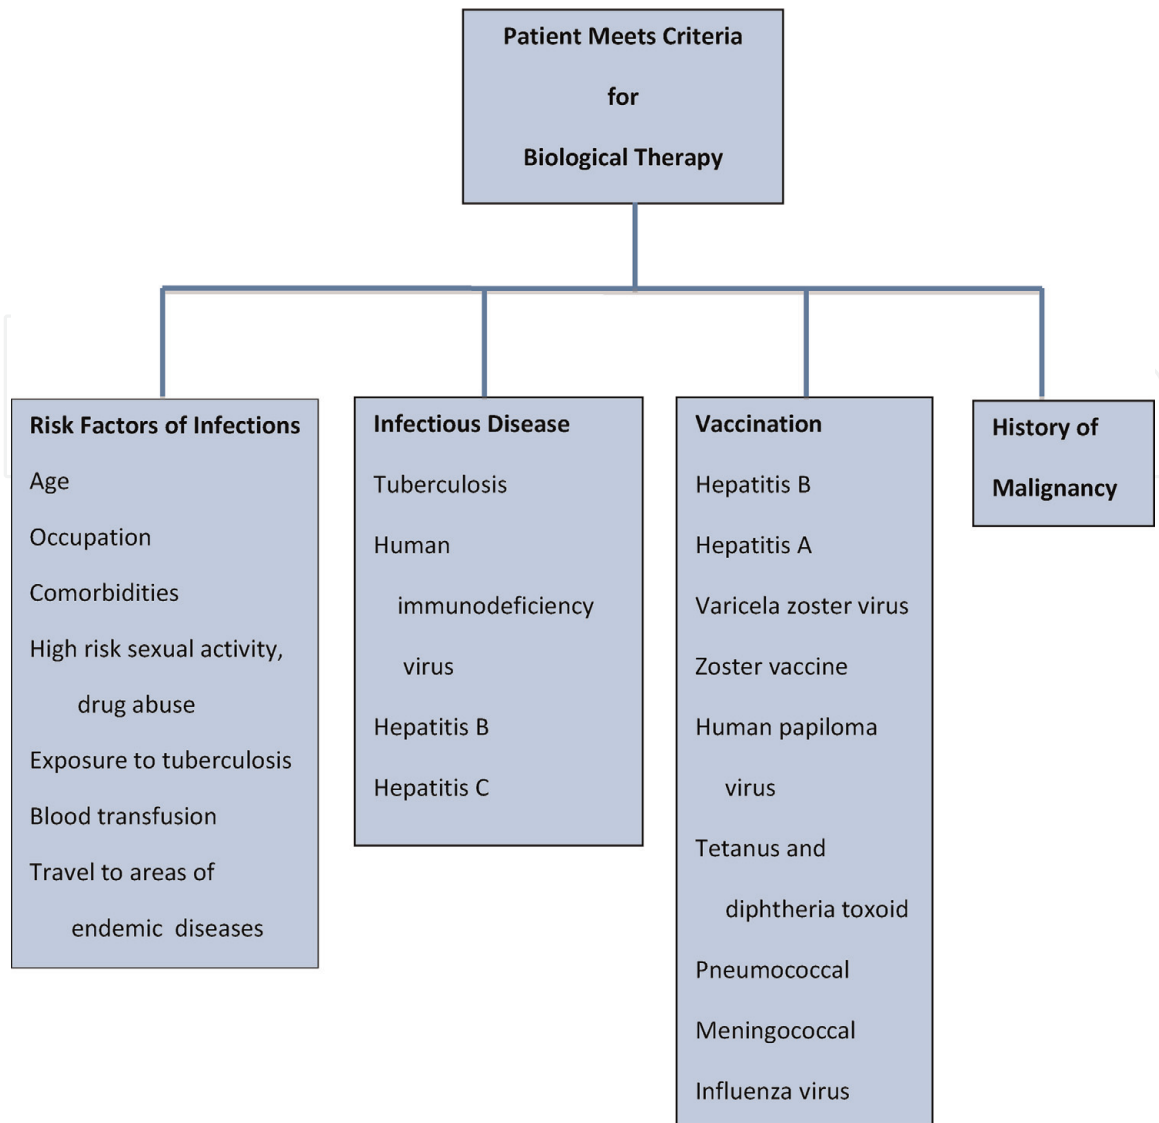 Patient Meets Criteria
for
Biological Therapy
Risk Factors of Infections
Age
Occupation
Comorbidities
High risk sexual activity,
drug abuse
Exposure to tuberculosis
Blood transfusion
Travel to areas of
endemic diseases
Infectious Disease
Tuberculosis
Human
immunodeficiency
virus
Hepatitis B
Hepatitis C
Vaccination
Hepatitis B
Hepatitis A
Varicela zoster virus
Zoster vaccine
Human papiloma
virus
Tetanus and
diphtheria toxoid
Pneumococcal
Meningococcal
Influenza virus
History of
Malignancy